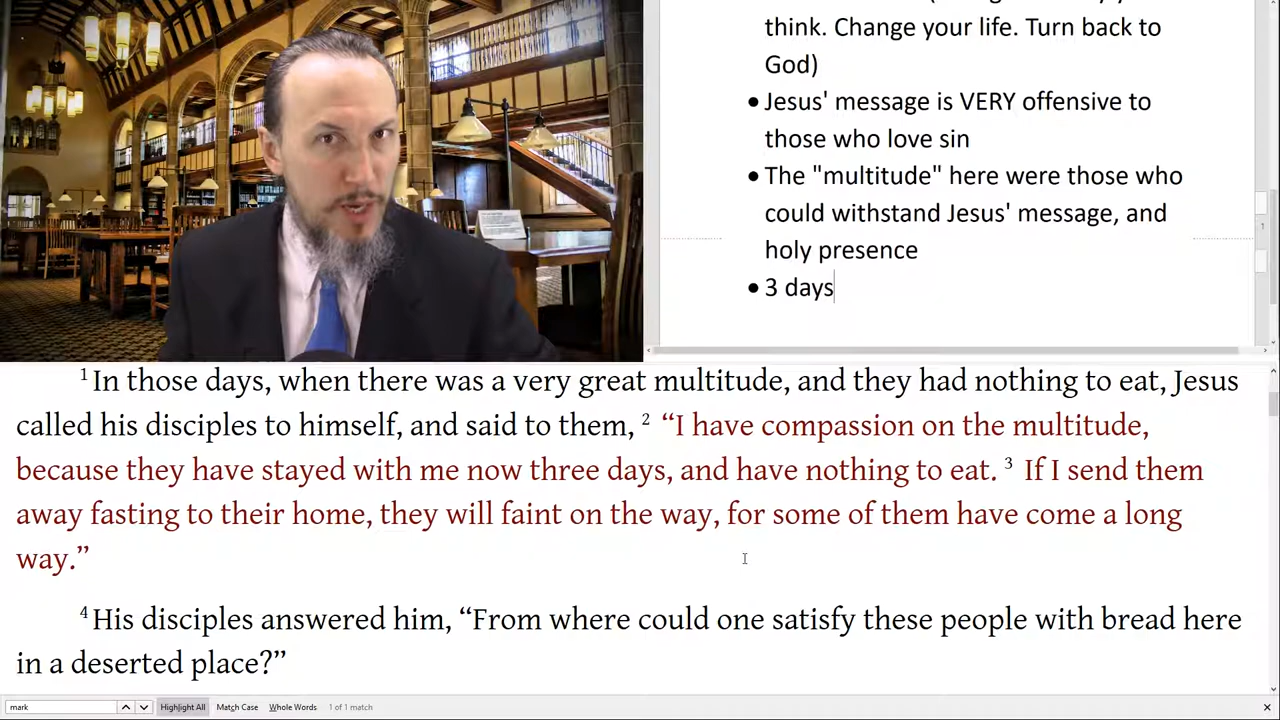 think. Change your life. Turn back to
God)
• Jesus' message is VERY offensive to
those who love sin
• The "multitude" here were those who
could withstand Jesus' message, and
holy presence
• 3 days
1
1 In those days, when there was a very great multitude, and they had nothing to eat, Jesus
called his disciples to himself, and said to them, 2 “I have compassion on the multitude,
because they have stayed with me now three days, and have nothing to eat. 3 If I send them
away fasting to their home, they will faint on the way, for some of them have come a long
way.”
4 His disciples answered him, “From where could one satisfy these people with bread here
in a deserted place?”
mark Highlight All Match Case Whole Words 1 of 1 match